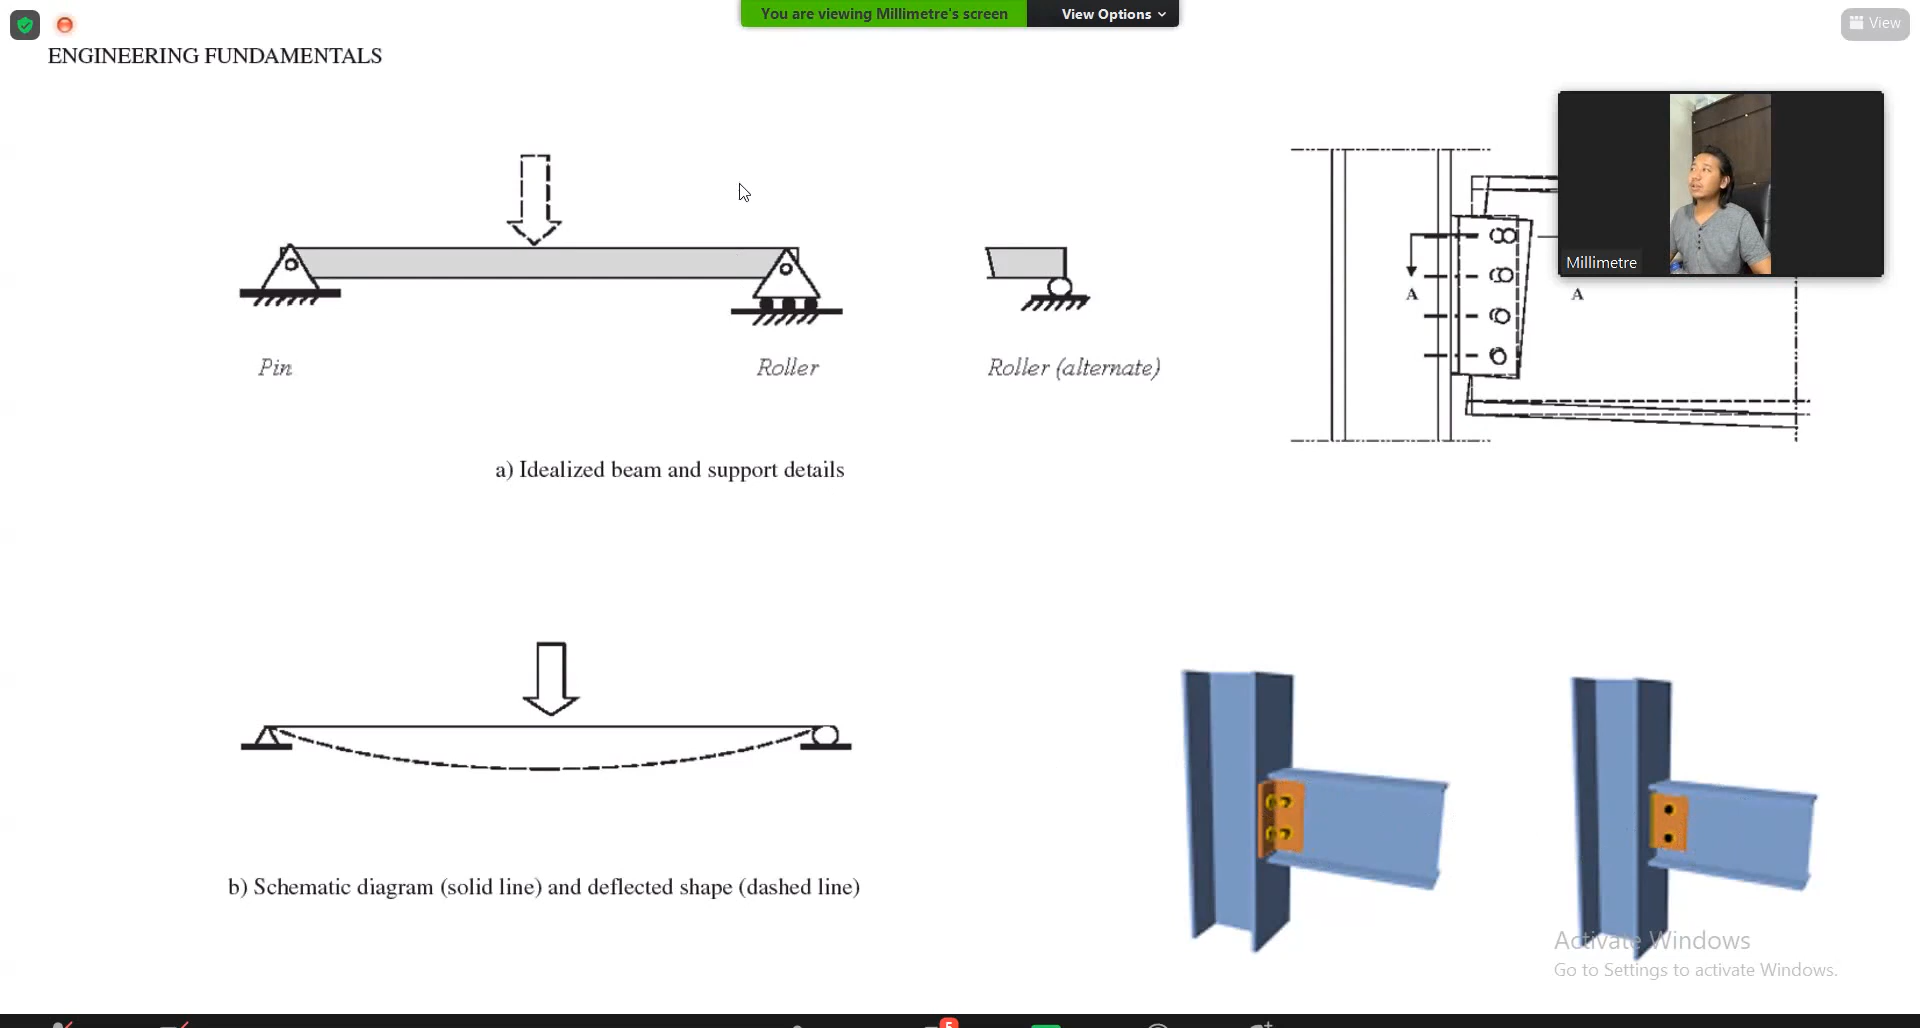 You are viewing Millimetre's screen
View Options
View
ENGINEERING FUNDAMENTALS
Millimetre
A
A
Pin
Roller
Roller (alternate)
a) Idealized beam and support details
b) Schematic diagram (solid line) and deflected shape (dashed line)
Activate Windows
Go to Settings to activate Windows.
5